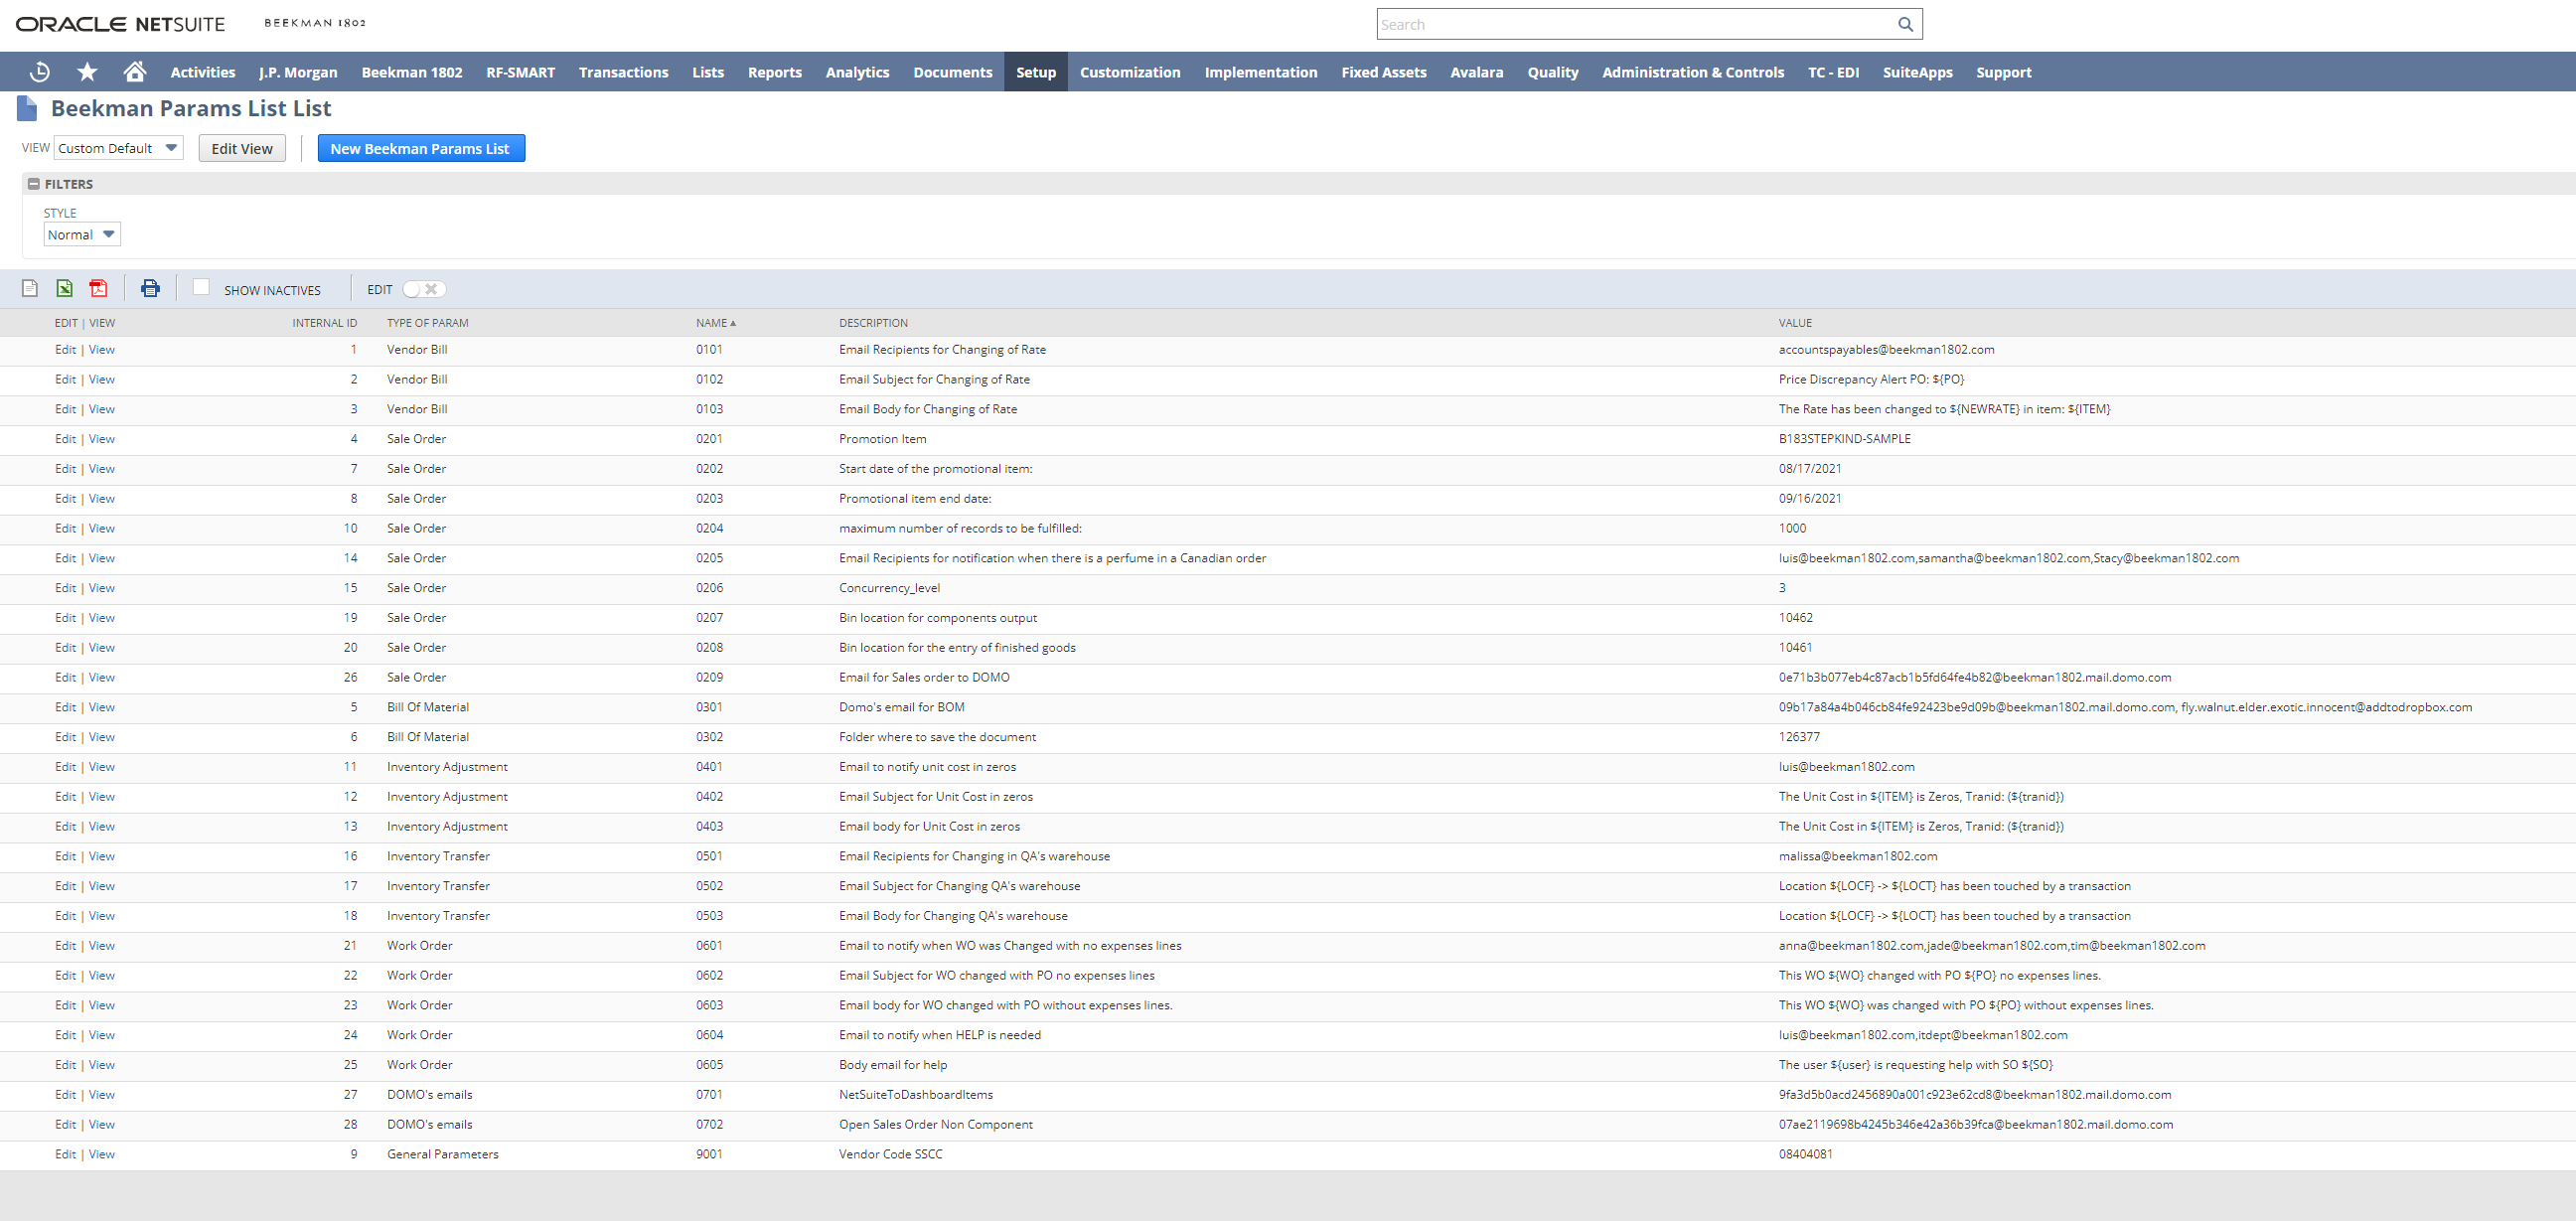 ORACLE NETSUITE BEEKMAN 1802 Search
Activities J.P. Morgan Beekman 1802 RF-SMART Transactions Lists Reports Analytics Documents Setup Customization Implementation Fixed Assets Avalara Quality Administration & Controls TC - EDI SuiteApps Support
Beekman Params List List
VIEW Custom Default Edit View New Beekman Params List
FILTERS
STYLE
Normal
SHOW INACTIVES EDIT
EDIT | VIEW INTERNAL ID TYPE OF PARAM NAME DESCRIPTION VALUE
Edit | View 1 Vendor Bill 0101 Email Recipients for Changing of Rate accountspayables@beekman1802.com
Edit | View 2 Vendor Bill 0102 Email Subject for Changing of Rate Price Discrepancy Alert PO: ${PO}
Edit | View 3 Vendor Bill 0103 Email Body for Changing of Rate The Rate has been changed to ${NEWRATE} in item: ${ITEM}
Edit | View 4 Sale Order 0201 Promotion Item B183STEPKIND-SAMPLE
Edit | View 7 Sale Order 0202 Start date of the promotional item: 08/17/2021
Edit | View 8 Sale Order 0203 Promotional item end date: 09/16/2021
Edit | View 10 Sale Order 0204 maximum number of records to be fulfilled: 1000
Edit | View 14 Sale Order 0205 Email Recipients for notification when there is a perfume in a Canadian order luis@beekman1802.com,samantha@beekman1802.com,Stacy@beekman1802.com
Edit | View 15 Sale Order 0206 Concurrency_level 3
Edit | View 19 Sale Order 0207 Bin location for components output 10462
Edit | View 20 Sale Order 0208 Bin location for the entry of finished goods 10461
Edit | View 26 Sale Order 0209 Email for Sales order to DOMO 0e71b3b077eb4c87acb1b5fd64fe4b82@beekman1802.mail.domo.com
Edit | View 5 Bill Of Material 0301 Domo's email for BOM 09b17a84a4b046cb84fe92423be9d09b@beekman1802.mail.domo.com, fly.walnut.elder.exotic.innocent@addtodropbox.com
Edit | View 6 Bill Of Material 0302 Folder where to save the document 126377
Edit | View 11 Inventory Adjustment 0401 Email to notify unit cost in zeros luis@beekman1802.com
Edit | View 12 Inventory Adjustment 0402 Email Subject for Unit Cost in zeros The Unit Cost in ${ITEM} is Zeros, Tranid: (${tranid})
Edit | View 13 Inventory Adjustment 0403 Email body for Unit Cost in zeros The Unit Cost in ${ITEM} is Zeros, Tranid: (${tranid})
Edit | View 16 Inventory Transfer 0501 Email Recipients for Changing in QA's warehouse malissa@beekman1802.com
Edit | View 17 Inventory Transfer 0502 Email Subject for Changing QA's warehouse Location ${LOCF} -> ${LOCT} has been touched by a transaction
Edit | View 18 Inventory Transfer 0503 Email Body for Changing QA's warehouse Location ${LOCF} -> ${LOCT} has been touched by a transaction
Edit | View 21 Work Order 0601 Email to notify when WO was Changed with no expenses lines anna@beekman1802.com,jade@beekman1802.com,tim@beekman1802.com
Edit | View 22 Work Order 0602 Email Subject for WO changed with PO no expenses lines This WO ${WO} changed with PO ${PO} no expenses lines.
Edit | View 23 Work Order 0603 Email body for WO changed with PO without expenses lines. This WO ${WO} was changed with PO ${PO} without expenses lines.
Edit | View 24 Work Order 0604 Email to notify when HELP is needed luis@beekman1802.com,itdept@beekman1802.com
Edit | View 25 Work Order 0605 Body email for help The user ${user} is requesting help with SO ${SO}
Edit | View 27 DOMO's emails 0701 NetSuiteToDashboardItems 9fa3d5b0acd2456890a001c923e62cd8@beekman1802.mail.domo.com
Edit | View 28 DOMO's emails 0702 Open Sales Order Non Component 07ae2119698b4245b346e42a36b39fca@beekman1802.mail.domo.com
Edit | View 9 General Parameters 9001 Vendor Code SSCC 08404081